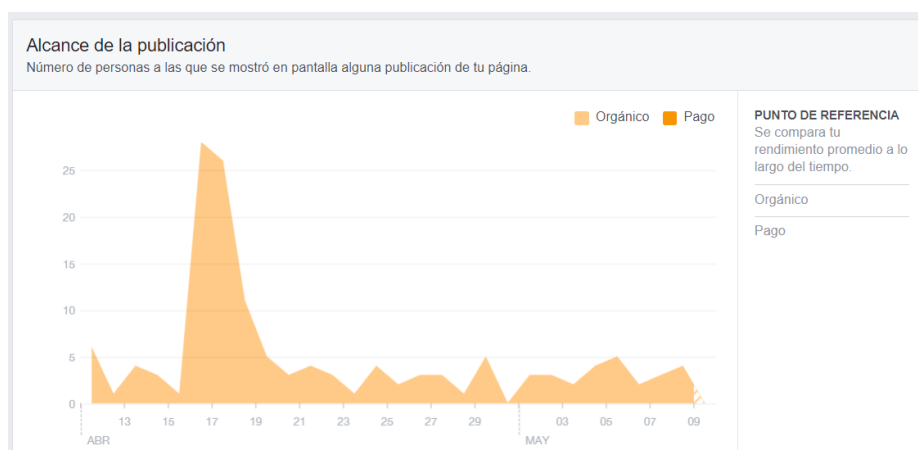 Alcance de la publicación
Número de personas a las que se mostró en pantalla alguna publicación de tu página.
Orgánico Pago
25
20
15
10
5
0
13 15 17 19 21 23 25 27 29 03 05 07 09
ABR MAY
PUNTO DE REFERENCIA
Se compara tu
rendimiento promedio a lo
largo del tiempo.
Orgánico
Pago